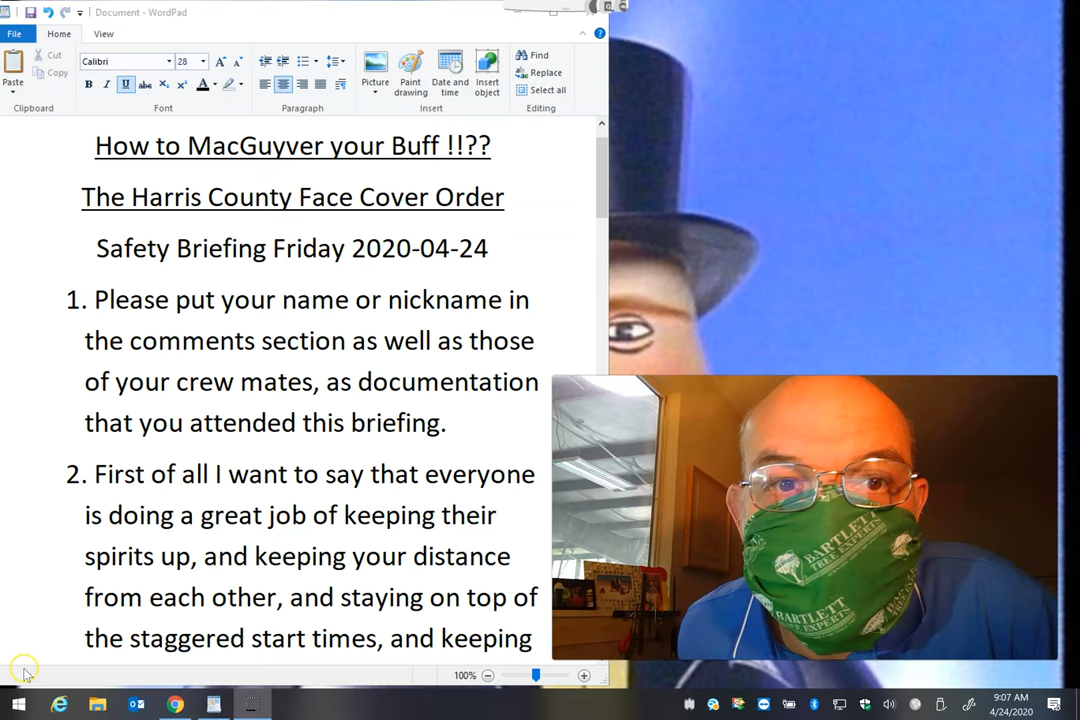 Document - WordPad
File Home View
Cut
Copy
Paste
Clipboard
Calibri 28
B I U abc X₂ X² A
Font
Paragraph
Picture
Paint drawing
Date and time
Insert object
Insert
Find
Replace
Select all
Editing
How to MacGuyver your Buff !!??
The Harris County Face Cover Order
Safety Briefing Friday 2020-04-24
1. Please put your name or nickname in
the comments section as well as those
of your crew mates, as documentation
that you attended this briefing.
2. First of all I want to say that everyone
is doing a great job of keeping their
spirits up, and keeping your distance
from each other, and staying on top of
the staggered start times, and keeping
BARTLETT
TREE EXPERTS
BARTLETT
TREE EXPERTS
100%
9:07 AM
4/24/2020